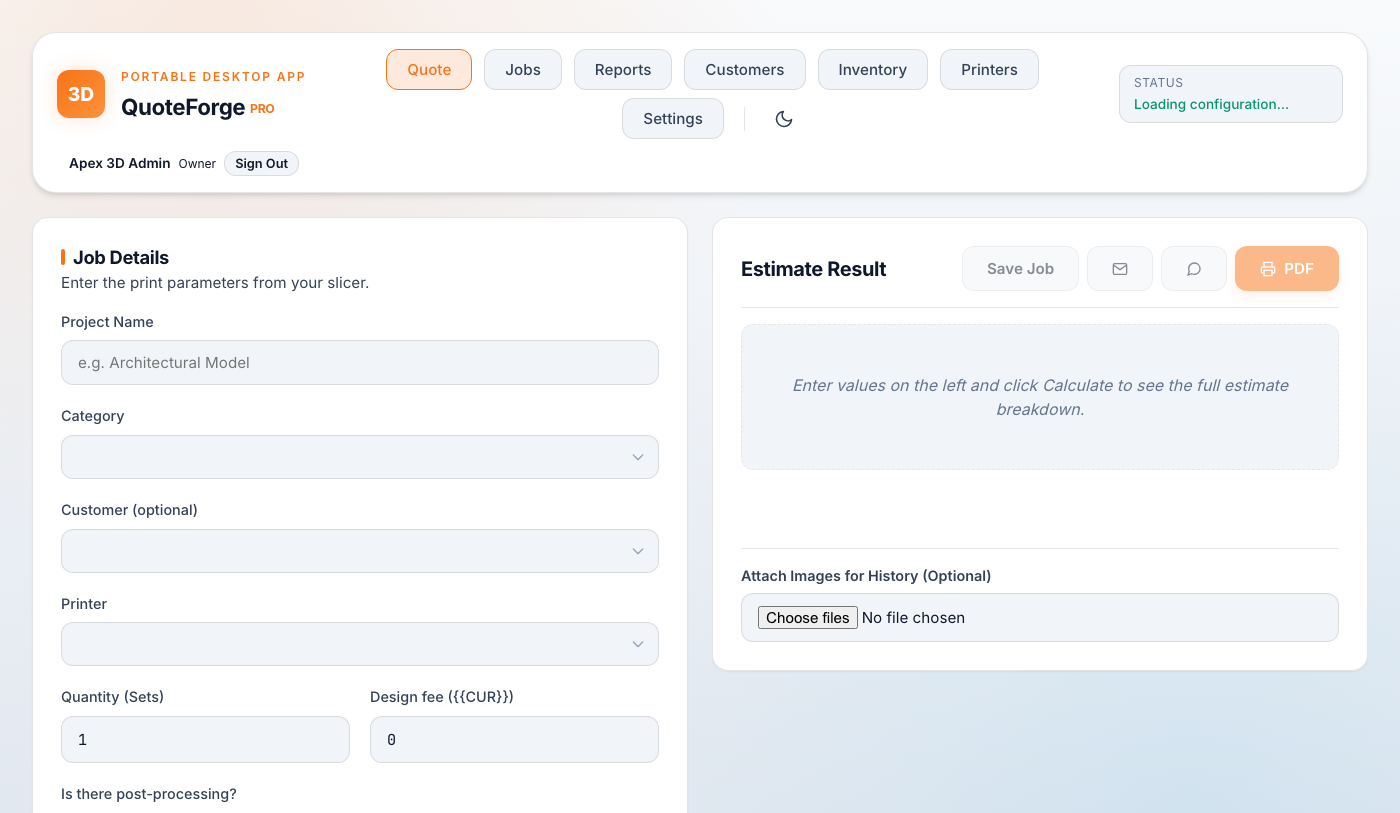 3D
PORTABLE DESKTOP APP
QuoteForge PRO
Apex 3D Admin Owner Sign Out
Quote Jobs Reports Customers Inventory Printers
Settings
STATUS
Loading configuration...
Job Details
Enter the print parameters from your slicer.
Project Name
e.g. Architectural Model
Category
Customer (optional)
Printer
Quantity (Sets) Design fee ({{CUR}})
1 0
Is there post-processing?
Estimate Result Save Job PDF
Enter values on the left and click Calculate to see the full estimate
breakdown.
Attach Images for History (Optional)
Choose files No file chosen